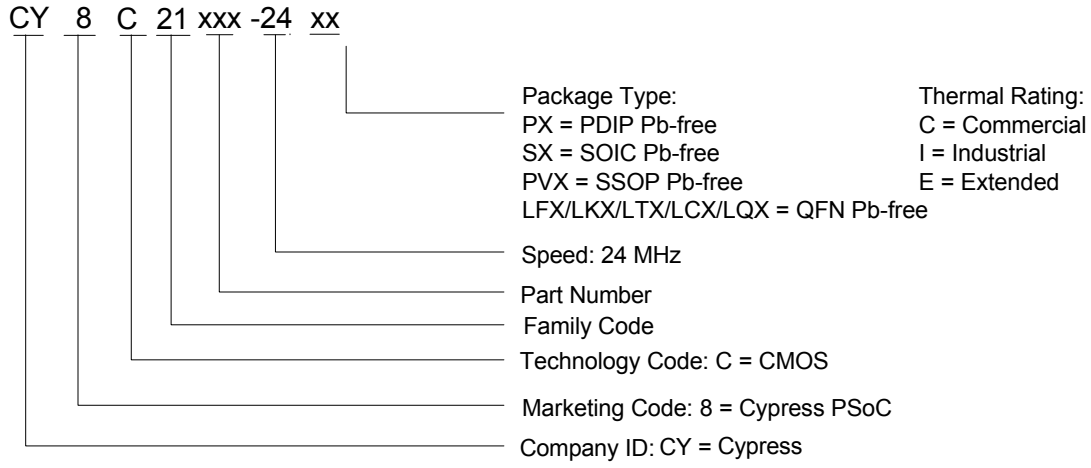 CY 8 C 21 xxx -24 xx
Package Type:
PX = PDIP Pb-free
SX = SOIC Pb-free
PVX = SSOP Pb-free
LFX/LKX/LTX/LCX/LQX = QFN Pb-free
Thermal Rating:
C = Commercial
I = Industrial
E = Extended
Speed: 24 MHz
Part Number
Family Code
Technology Code: C = CMOS
Marketing Code: 8 = Cypress PSoC
Company ID: CY = Cypress